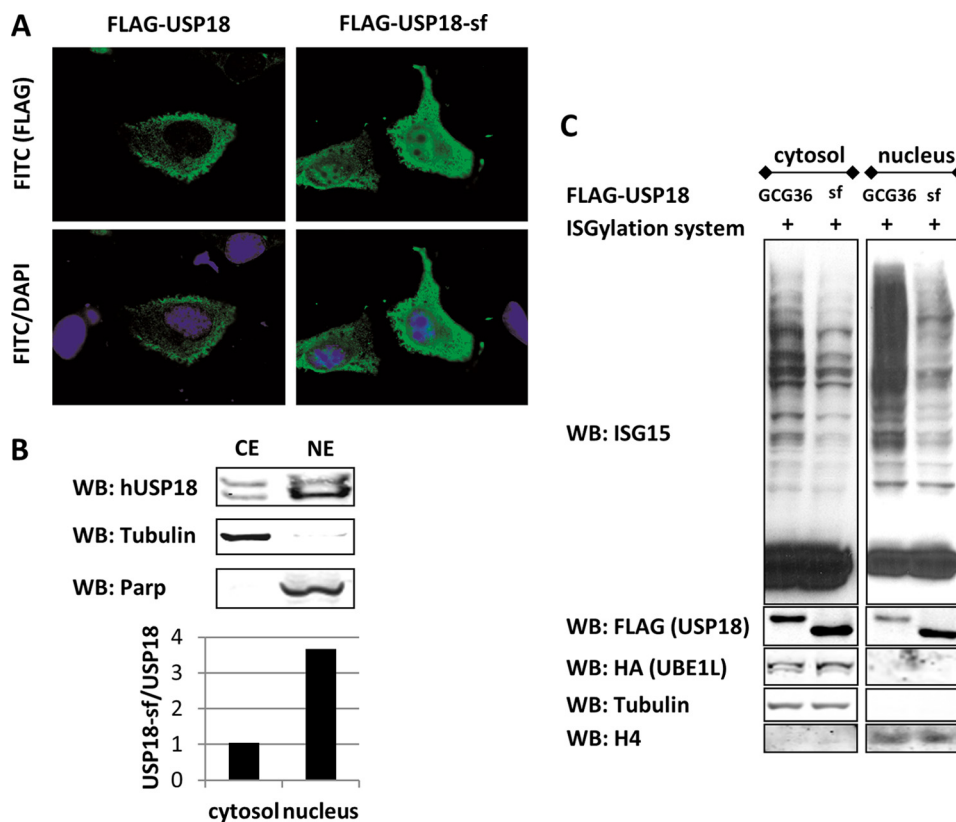 A
FLAG-USP18
FLAG-USP18-sf
FITC (FLAG)
FITC/DAPI
B
CE
NE
WB: hUSP18
WB: Tubulin
WB: Parp
USP18-sf/USP18
4
3
2
1
0
cytosol
nucleus
C
cytosol
nucleus
FLAG-USP18
GCG36
sf
GCG36
sf
ISGylation system
+
+
+
+
WB: ISG15
WB: FLAG (USP18)
WB: HA (UBE1L)
WB: Tubulin
WB: H4